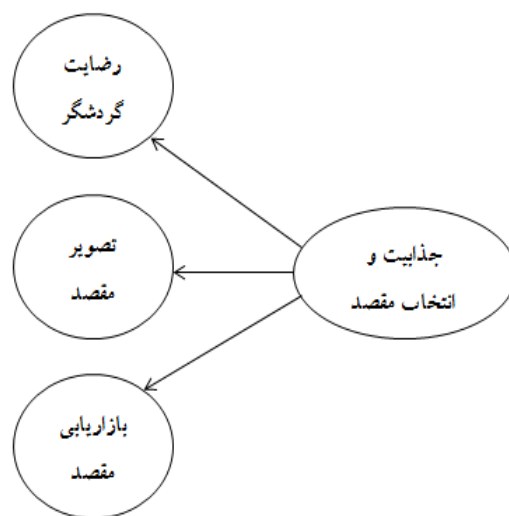 رضایت
گردشگر
تصویر
مقصد
جذابیت و
انتخاب مقصد
بازاریابی
مقصد